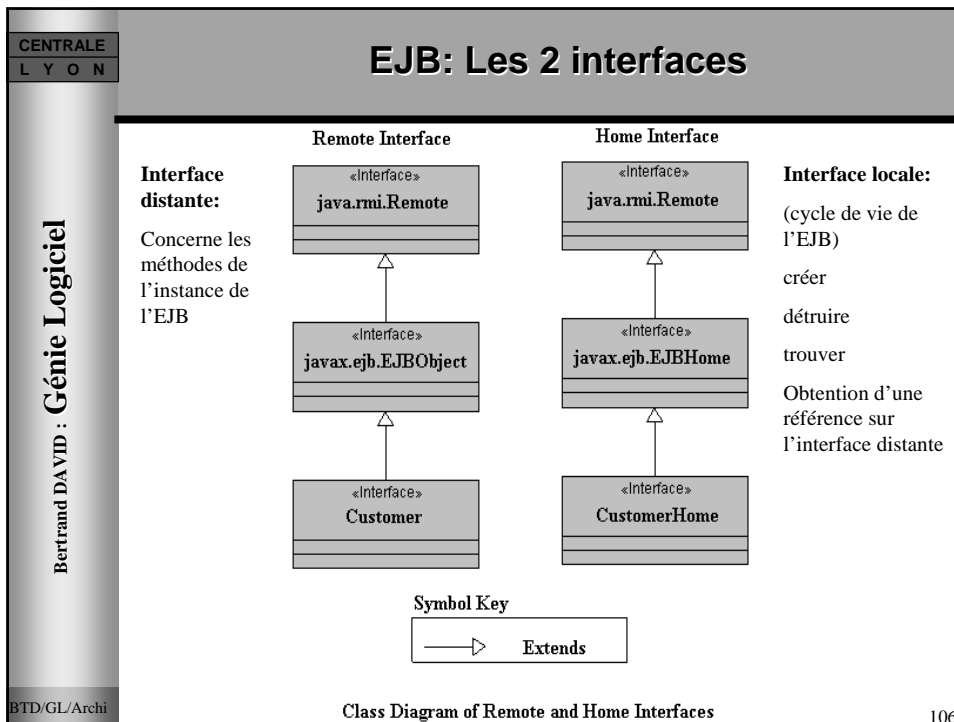 CENTRALE
L Y O N
EJB: Les 2 interfaces
Bertrand DAVID : Génie Logiciel
Remote Interface
Home Interface
Interface
distante:
Concerne les
méthodes de
l'instance de
l'EJB
«Interface»
java.rmi.Remote
«Interface»
javax.ejb.EJBObject
«Interface»
Customer
«Interface»
java.rmi.Remote
«Interface»
javax.ejb.EJBHome
«Interface»
CustomerHome
Interface locale:
(cycle de vie de
l'EJB)
créer
détruire
trouver
Obtention d'une
référence sur
l'interface distante
Symbol Key
Extends
BTD/GL/Archi
Class Diagram of Remote and Home Interfaces
106